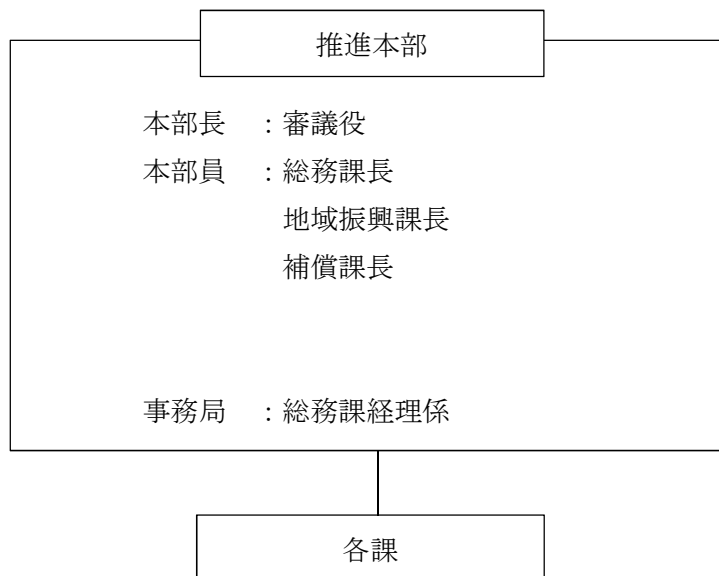 推進本部
本部長 ：審議役
本部員 ：総務課長
地域振興課長
補償課長
事務局 ：総務課経理係
各課